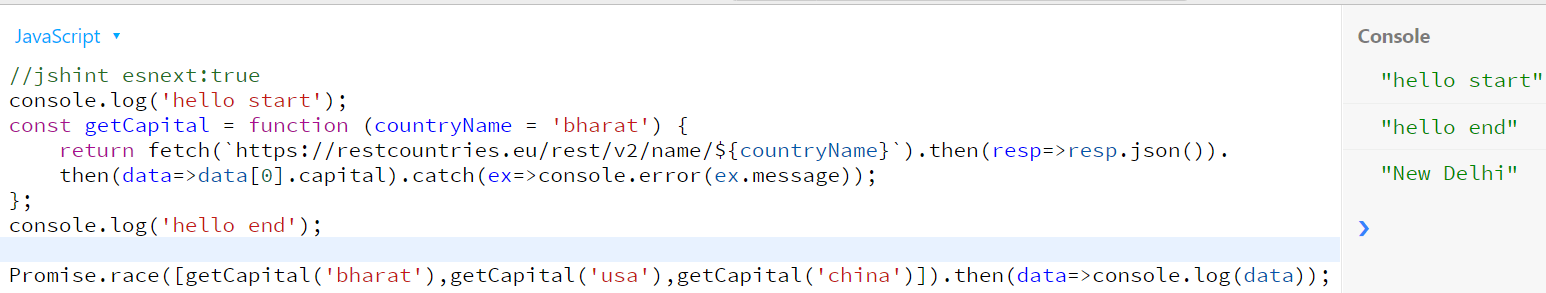 JavaScript
//jshint esnext:true
console.log('hello start');
const getCapital = function (countryName = 'bharat') {
    return fetch(`https://restcountries.eu/rest/v2/name/${countryName}`).then(resp=>resp.json()).
    then(data=>data[0].capital).catch(ex=>console.error(ex.message));
};
console.log('hello end');
Promise.race([getCapital('bharat'),getCapital('usa'),getCapital('china')]).then(data=>console.log(data));
Console
"hello start"
"hello end"
"New Delhi"